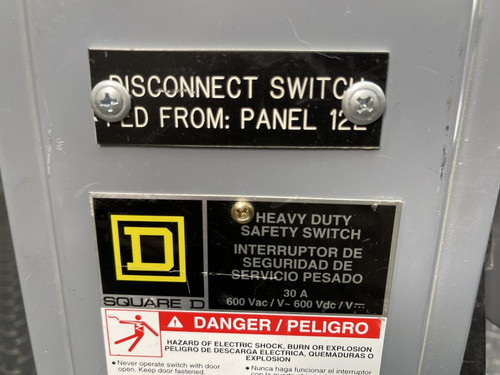 DISCONNECT SWITCH
FED FROM: PANEL
HEAVY DUTY
SAFETY SWITCH
INTERRUPTOR DE
SEGURIDAD DE
SERVICIO PESADO
30 A
600 Vac / V~ 600 Vdc / V⎓
D
SQUARE D
DANGER / PELIGRO
HAZARD OF ELECTRIC SHOCK, BURN OR EXPLOSION
PELIGRO DE DESCARGA ELECTRICA, QUEMADURAS O
EXPLOSION
• Never operate switch with door
open. Keep door fastened.
• Nunca haga funcionar el interruptor